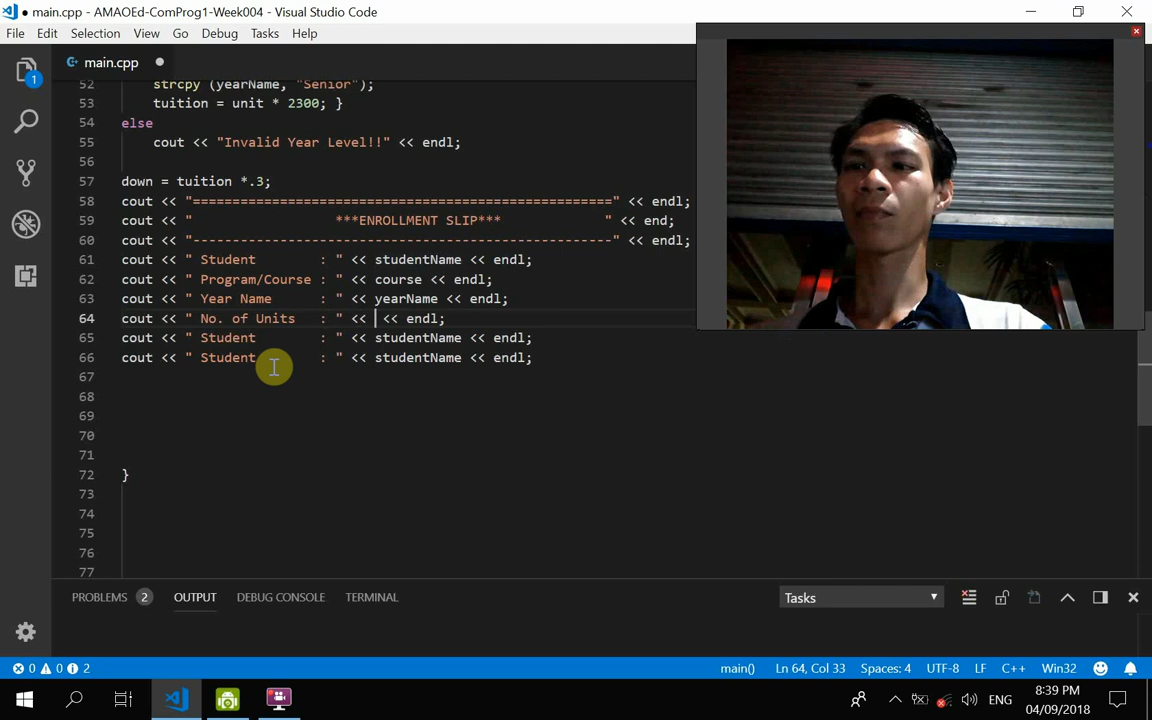 main.cpp - AMAOEd-ComProg1-Week004 - Visual Studio Code
File Edit Selection View Go Debug Tasks Help
main.cpp
52 strcpy (yearName, "Senior");
53 tuition = unit * 2300; }
54 else
55 cout << "Invalid Year Level!!" << endl;
56
57 down = tuition *.3;
58 cout << "=====================================================" << endl;
59 cout << " ***ENROLLMENT SLIP*** " << end;
60 cout << "-----------------------------------------------------" << endl;
61 cout << " Student : " << studentName << endl;
62 cout << " Program/Course : " << course << endl;
63 cout << " Year Name : " << yearName << endl;
64 cout << " No. of Units : " << << endl;
65 cout << " Student : " << studentName << endl;
66 cout << " Student : " << studentName << endl;
67
68
69
70
71
72 }
73
74
75
76
77
1
PROBLEMS 2 OUTPUT DEBUG CONSOLE TERMINAL Tasks
0 0 2 main() Ln 64, Col 33 Spaces: 4 UTF-8 LF C++ Win32
ENG 8:39 PM
04/09/2018